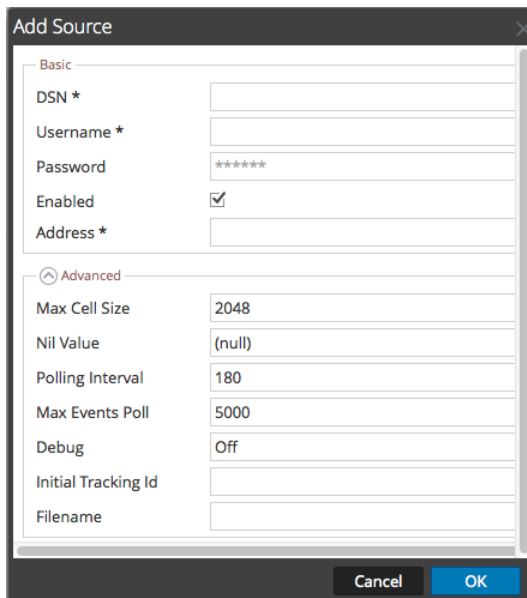 Add Source
Basic
DSN *
Username *
Password ******
Enabled
Address *
Advanced
Max Cell Size 2048
Nil Value (null)
Polling Interval 180
Max Events Poll 5000
Debug Off
Initial Tracking Id
Filename
Cancel OK